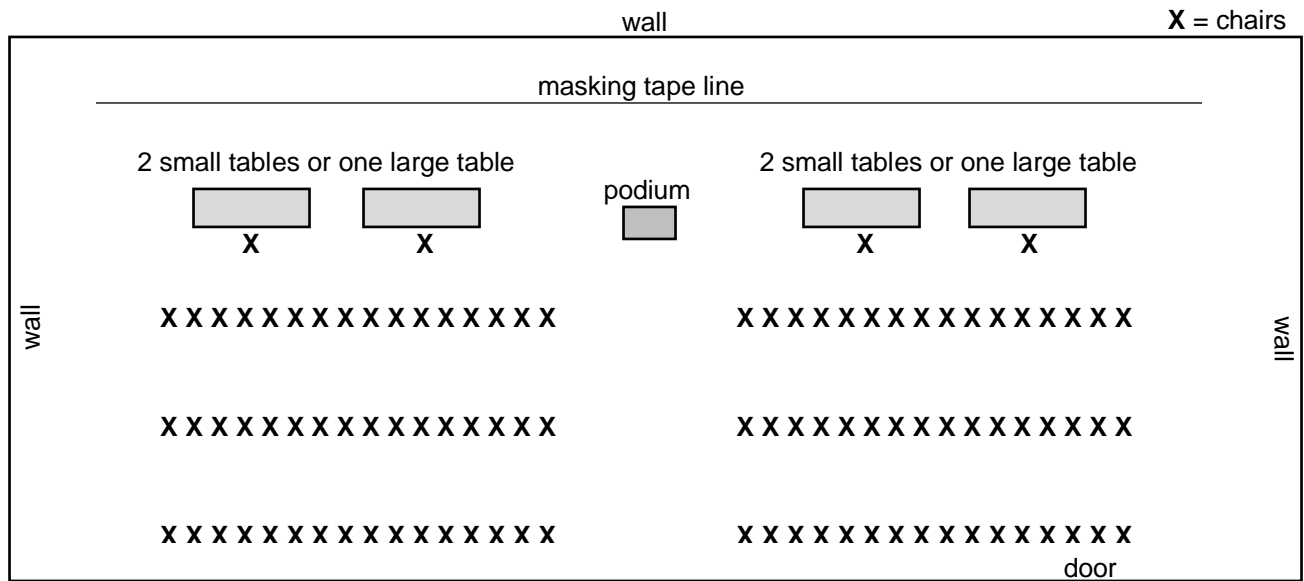 wall
X = chairs
masking tape line
2 small tables or one large table
2 small tables or one large table
podium
X X X X
wall
X X X X X X X X X X X X X X X X X X X X X X X X X X X X X X X X
wall
X X X X X X X X X X X X X X X X X X X X X X X X X X X X X X X X
X X X X X X X X X X X X X X X X X X X X X X X X X X X X X X X X
door